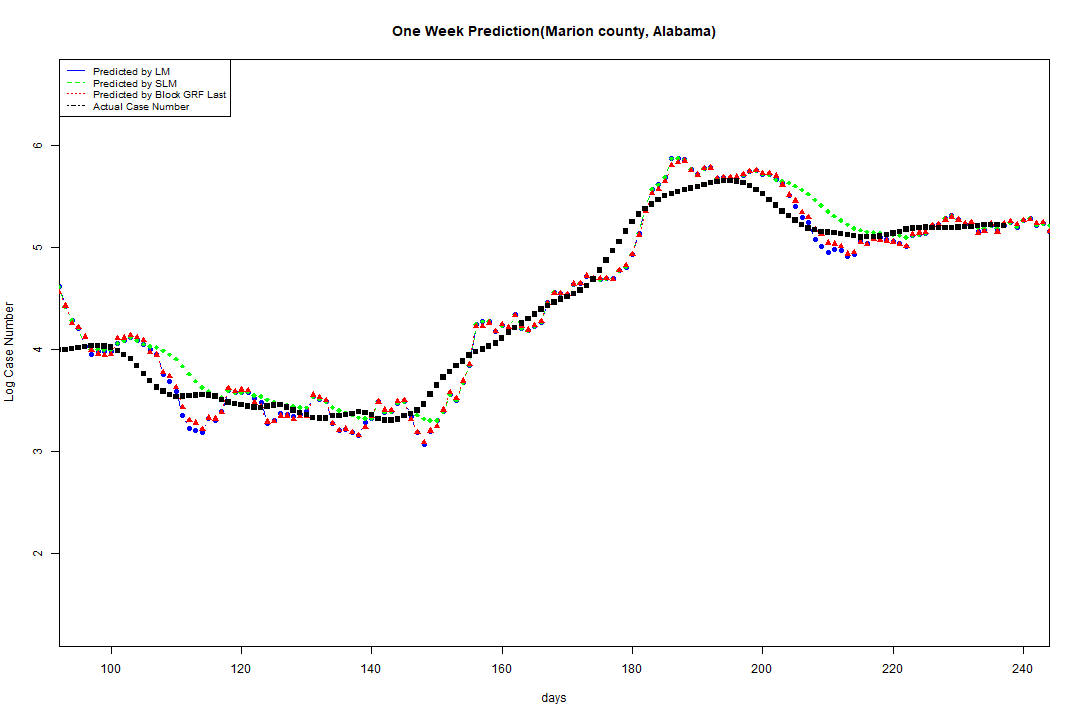 One Week Prediction(Marion county, Alabama)
Predicted by LM
Predicted by SLM
Predicted by Block GRF Last
Actual Case Number
6
5
4
3
2
Log Case Number
100 120 140 160 180 200 220 240
days